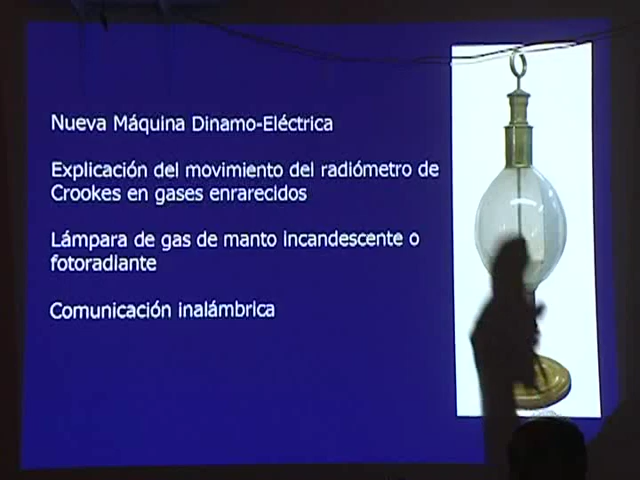 Nueva Máquina Dinamo-Eléctrica
Explicación del movimiento del radiómetro de
Crookes en gases enrarecidos
Lámpara de gas de manto incandescente o
fotoradiante
Comunicación inalámbrica